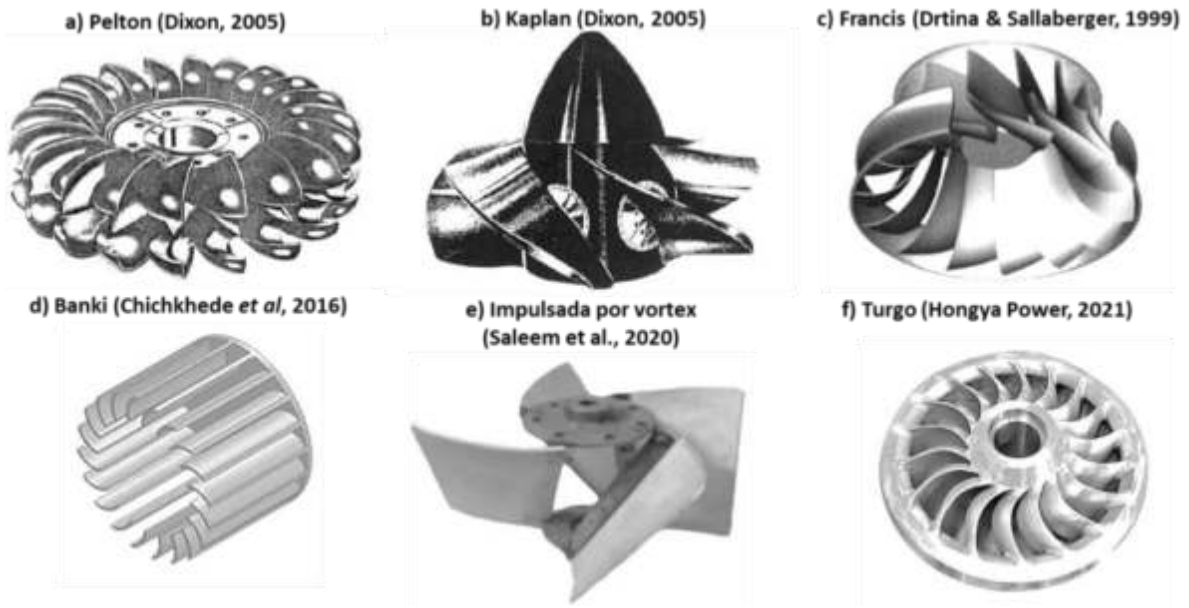 a) Pelton (Dixon, 2005)
b) Kaplan (Dixon, 2005)
c) Francis (Drtina & Sallaberger, 1999)
d) Banki (Chichkhede et al, 2016)
e) Impulsada por vortex
(Saleem et al., 2020)
f) Turgo (Hongya Power, 2021)